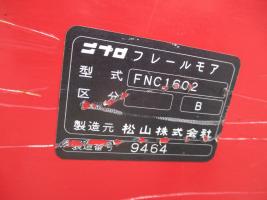 ニプロ フレールモア
型式 FNC1602
区分 B
製造元 松山株式会社
製造番号 9464